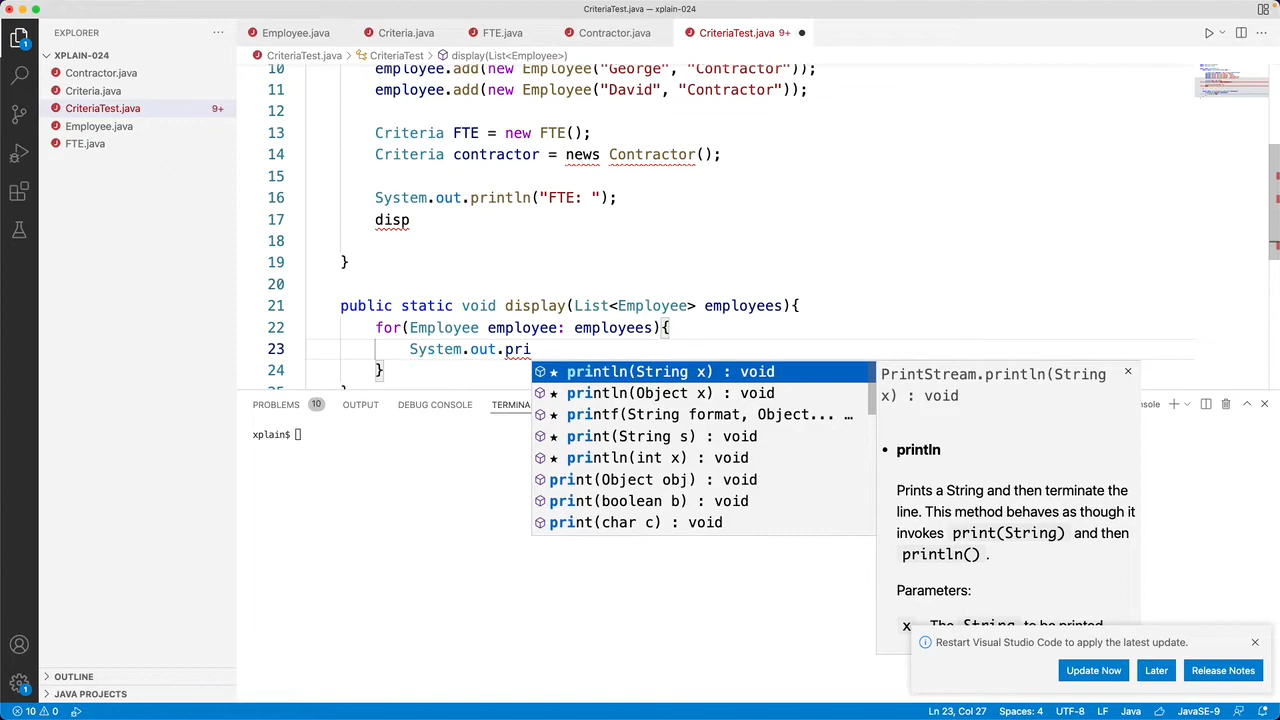 CriteriaTest.java — xplain-024
EXPLORER
XPLAIN-024
Contractor.java
Criteria.java
CriteriaTest.java 9+
Employee.java
FTE.java
OUTLINE
JAVA PROJECTS
Employee.java Criteria.java FTE.java Contractor.java CriteriaTest.java 9+
CriteriaTest.java > CriteriaTest > display(List<Employee>)
10 employee.add(new Employee("George", "Contractor"));
11 employee.add(new Employee("David", "Contractor"));
12
13 Criteria FTE = new FTE();
14 Criteria contractor = news Contractor();
15
16 System.out.println("FTE: ");
17 disp
18
19 }
20
21 public static void display(List<Employee> employees){
22 for(Employee employee: employees){
23 System.out.pri
24 }
println(String x) : void
println(Object x) : void
printf(String format, Object... …
print(String s) : void
println(int x) : void
print(Object obj) : void
print(boolean b) : void
print(char c) : void
PrintStream.println(String
x) : void
• println
Prints a String and then terminate the
line. This method behaves as though it
invokes print(String) and then
println() .
Parameters:
x The String to be printed
PROBLEMS 10 OUTPUT DEBUG CONSOLE
xplain$
Restart Visual Studio Code to apply the latest update.
Update Now Later Release Notes
10 0
Ln 23, Col 27 Spaces: 4 UTF-8 LF Java JavaSE-9